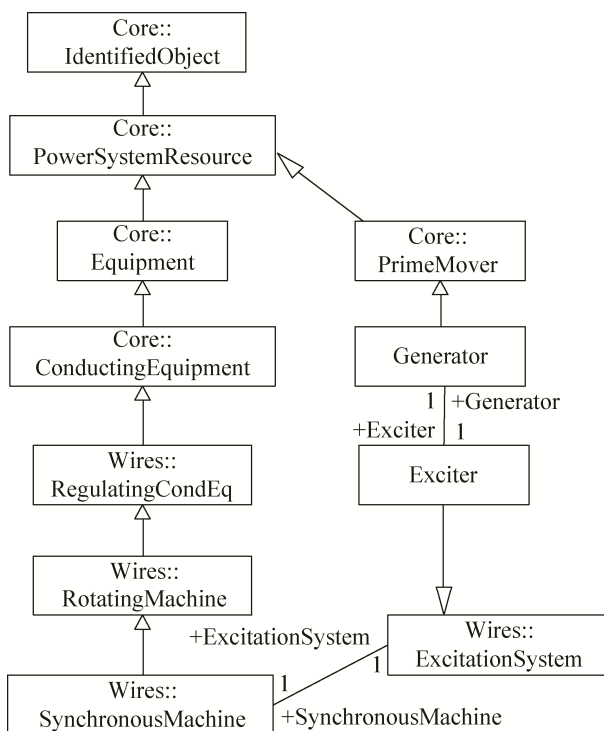 Core::
IdentifiedObject
Core::
PowerSystemResource
Core::
Equipment
Core::
PrimeMover
Core::
ConductingEquipment
Generator
1 +Generator
+Exciter 1
Wires::
RegulatingCondEq
Exciter
Wires::
RotatingMachine
+ExcitationSystem
1
Wires::
ExcitationSystem
Wires::
SynchronousMachine
1
+SynchronousMachine